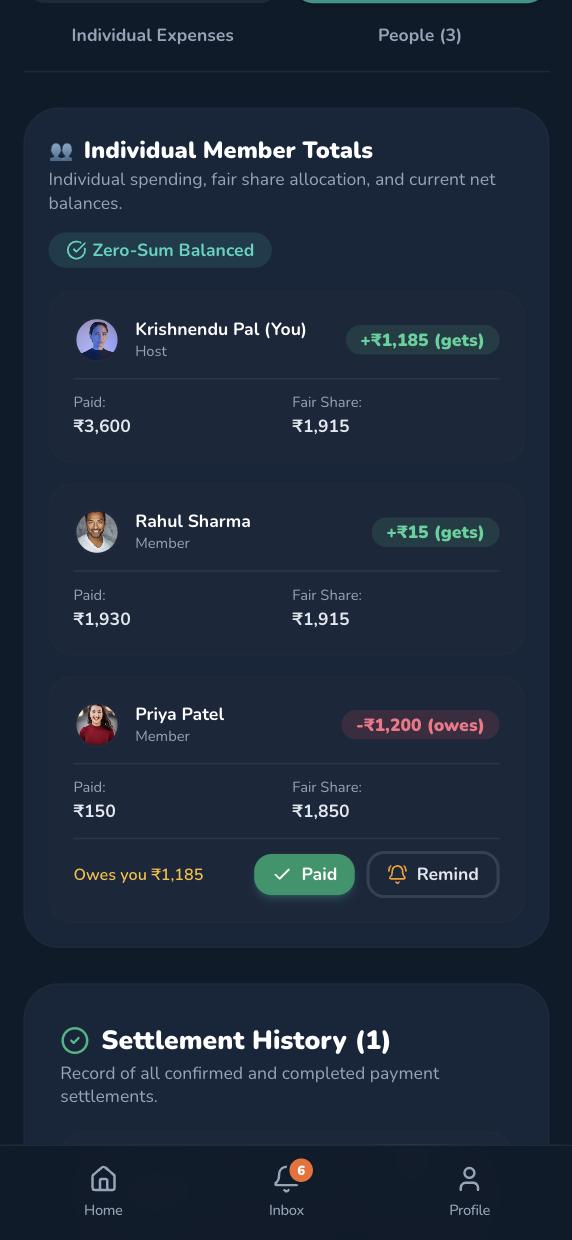 Individual Expenses
People (3)
Individual Member Totals
Individual spending, fair share allocation, and current net
balances.
Zero-Sum Balanced
Krishnendu Pal (You)
Host
+₹1,185 (gets)
Paid:
₹3,600
Fair Share:
₹1,915
Rahul Sharma
Member
+₹15 (gets)
Paid:
₹1,930
Fair Share:
₹1,915
Priya Patel
Member
-₹1,200 (owes)
Paid:
₹150
Fair Share:
₹1,850
Owes you ₹1,185
Paid
Remind
Settlement History (1)
Record of all confirmed and completed payment
settlements.
6
Home
Inbox
Profile